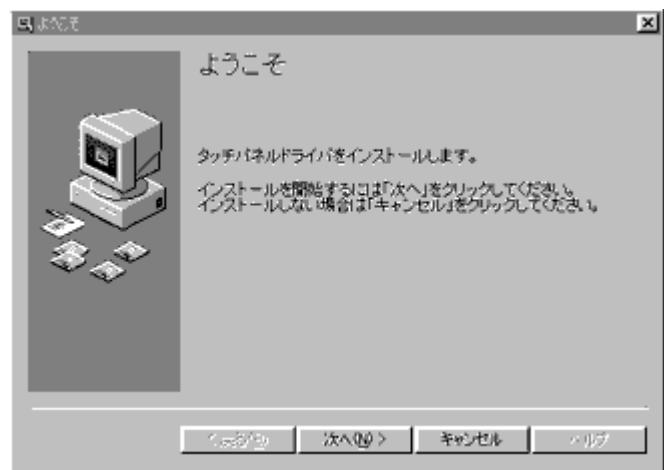 ようこそ
ようこそ
タッチパネルドライバをインストールします。
インストールを開始するには「次へ」をクリックしてください。
インストールしない場合は「キャンセル」をクリックしてください。
次へ(N) >
キャンセル
ヘルプ